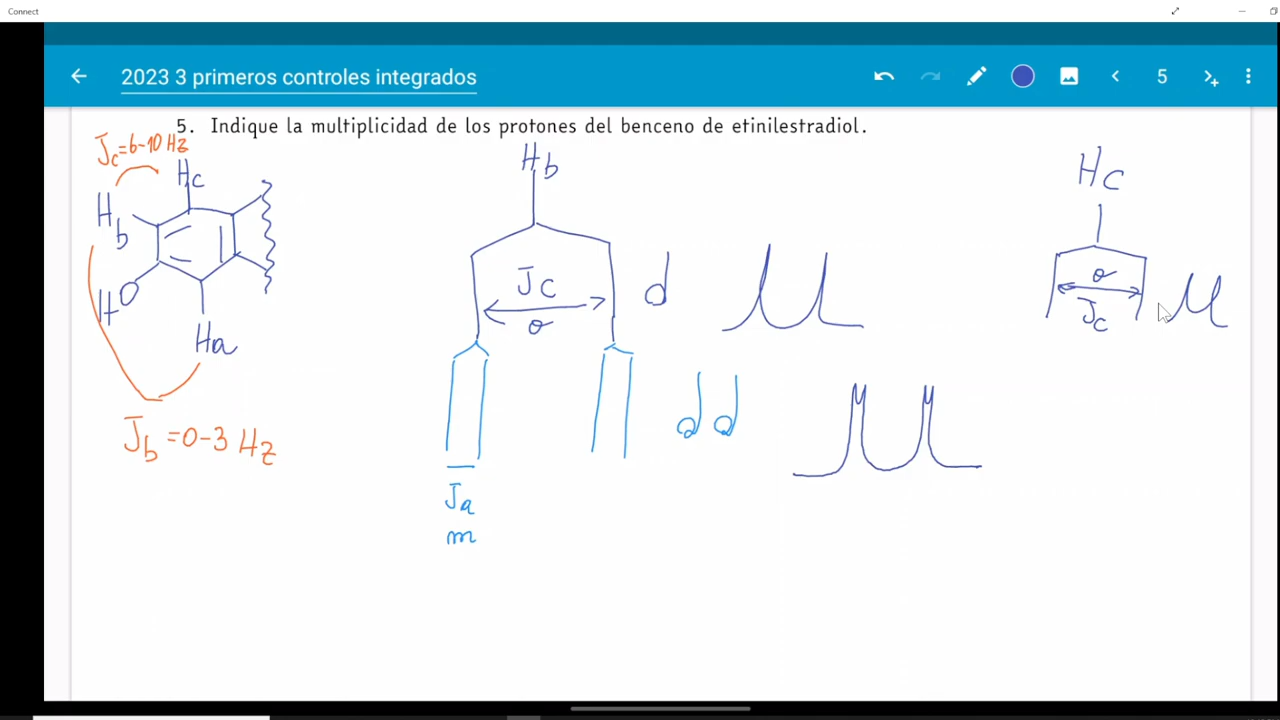 Connect
2023 3 primeros controles integrados
5
5. Indique la multiplicidad de los protones del benceno de etinilestradiol.
Jc=6-10 Hz
Hc
Hb
HO
Ha
Jb=0-3 Hz
Hb
Jc
o
d
dd
Ja
m
Hc
o
Jc